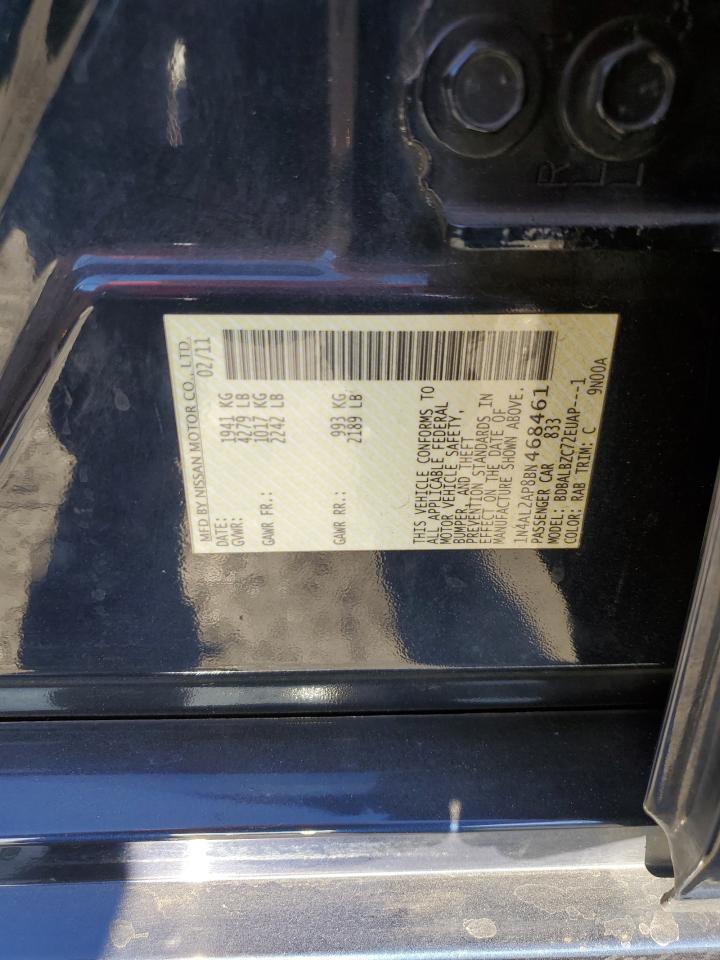 MFD BY NISSAN MOTOR CO., LTD.
DATE: 02/11
GVWR: 1941 KG
4279 LB
GAWR FR.: 1017 KG
2242 LB
GAWR RR.: 993 KG
2189 LB
THIS VEHICLE CONFORMS TO
ALL APPLICABLE FEDERAL
MOTOR VEHICLE SAFETY,
BUMPER, AND THEFT
PREVENTION STANDARDS IN
EFFECT ON THE DATE OF
MANUFACTURE SHOWN ABOVE.
1N4AL2AP8BN468461
PASSENGER CAR 833
MODEL: BDBALBZC72EUAP---1
COLOR: RAB TRIM: C 9N00A